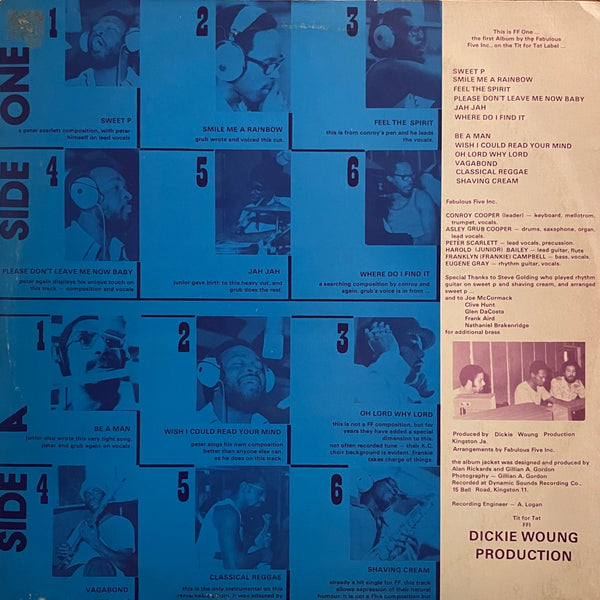 SIDE ONE
1
SWEET P
a peter scarlett composition, with peter
himself on lead vocals
2
SMILE ME A RAINBOW
grub wrote and voiced this cut.
3
FEEL THE SPIRIT
this is from conroy's pen and he leads
the vocals.
4
PLEASE DON'T LEAVE ME NOW BABY
peter again displays his unique touch on
this track — composition and vocals
5
JAH JAH
junior gave birth to this heavy cut, and
grub does the rest.
6
WHERE DO I FIND IT
a searching composition by conroy and
again, grub's voice is in front ...
SIDE A
1
BE A MAN
junior also wrote this very tight song,
peter and grub again, on vocals.
2
WISH I COULD READ YOUR MIND
peter sings his own composition
better than anyone else can,
as he does on this track.
3
OH LORD WHY LORD
this is not a FF composition, but for
years they have added a special
dimension to this.
not often recorded tune — their K.C.
choir background is evident. Frankie
takes charge of things.
4
VAGABOND
5
CLASSICAL REGGAE
this is the only instrumental on this
6
SHAVING CREAM
already a hit single for FF, this track
allows expression of their natural
humour. It is not a Five composition but
This is FF One ...
the first Album by the Fabulous
Five Inc., on the Tit for Tat Label ...
SWEET P
SMILE ME A RAINBOW
FEEL THE SPIRIT
PLEASE DON'T LEAVE ME NOW BABY
JAH JAH
WHERE DO I FIND IT
BE A MAN
WISH I COULD READ YOUR MIND
OH LORD WHY LORD
VAGABOND
CLASSICAL REGGAE
SHAVING CREAM
Fabulous Five Inc.
CONROY COOPER (leader) — keyboard, mellotrom,
trumpet, vocals.
ASLEY GRUB COOPER — drums, saxophone, organ,
lead vocals.
PETER SCARLETT — lead vocals, precussion.
HAROLD (JUNIOR) BAILEY — lead guitar, flute
FRANKLYN (FRANKIE) CAMPBELL — bass, vocals.
EUGENE GRAY — rhythm guitar, vocals.
Special Thanks to Steve Golding who played rhythm
guitar on sweet p and shaving cream, and arranged
sweet p ...
and to Joe McCormack
Clive Hunt
Glen DaCosta
Frank Aird
Nathaniel Brakenridge
for additional brass
Produced by Dickie Woung Production
Kingston Ja.
Arrangements by Fabulous Five Inc.
the album jacket was designed and produced by
Alan Rickards and Gillian A. Gordon
Photography — Gillian A. Gordon
Recorded at Dynamic Sounds Recording Co.,
15 Bell Road, Kingston 11.
Recording Engineer — A. Logan
Tit for Tat
FFI
DICKIE WOUNG
PRODUCTION